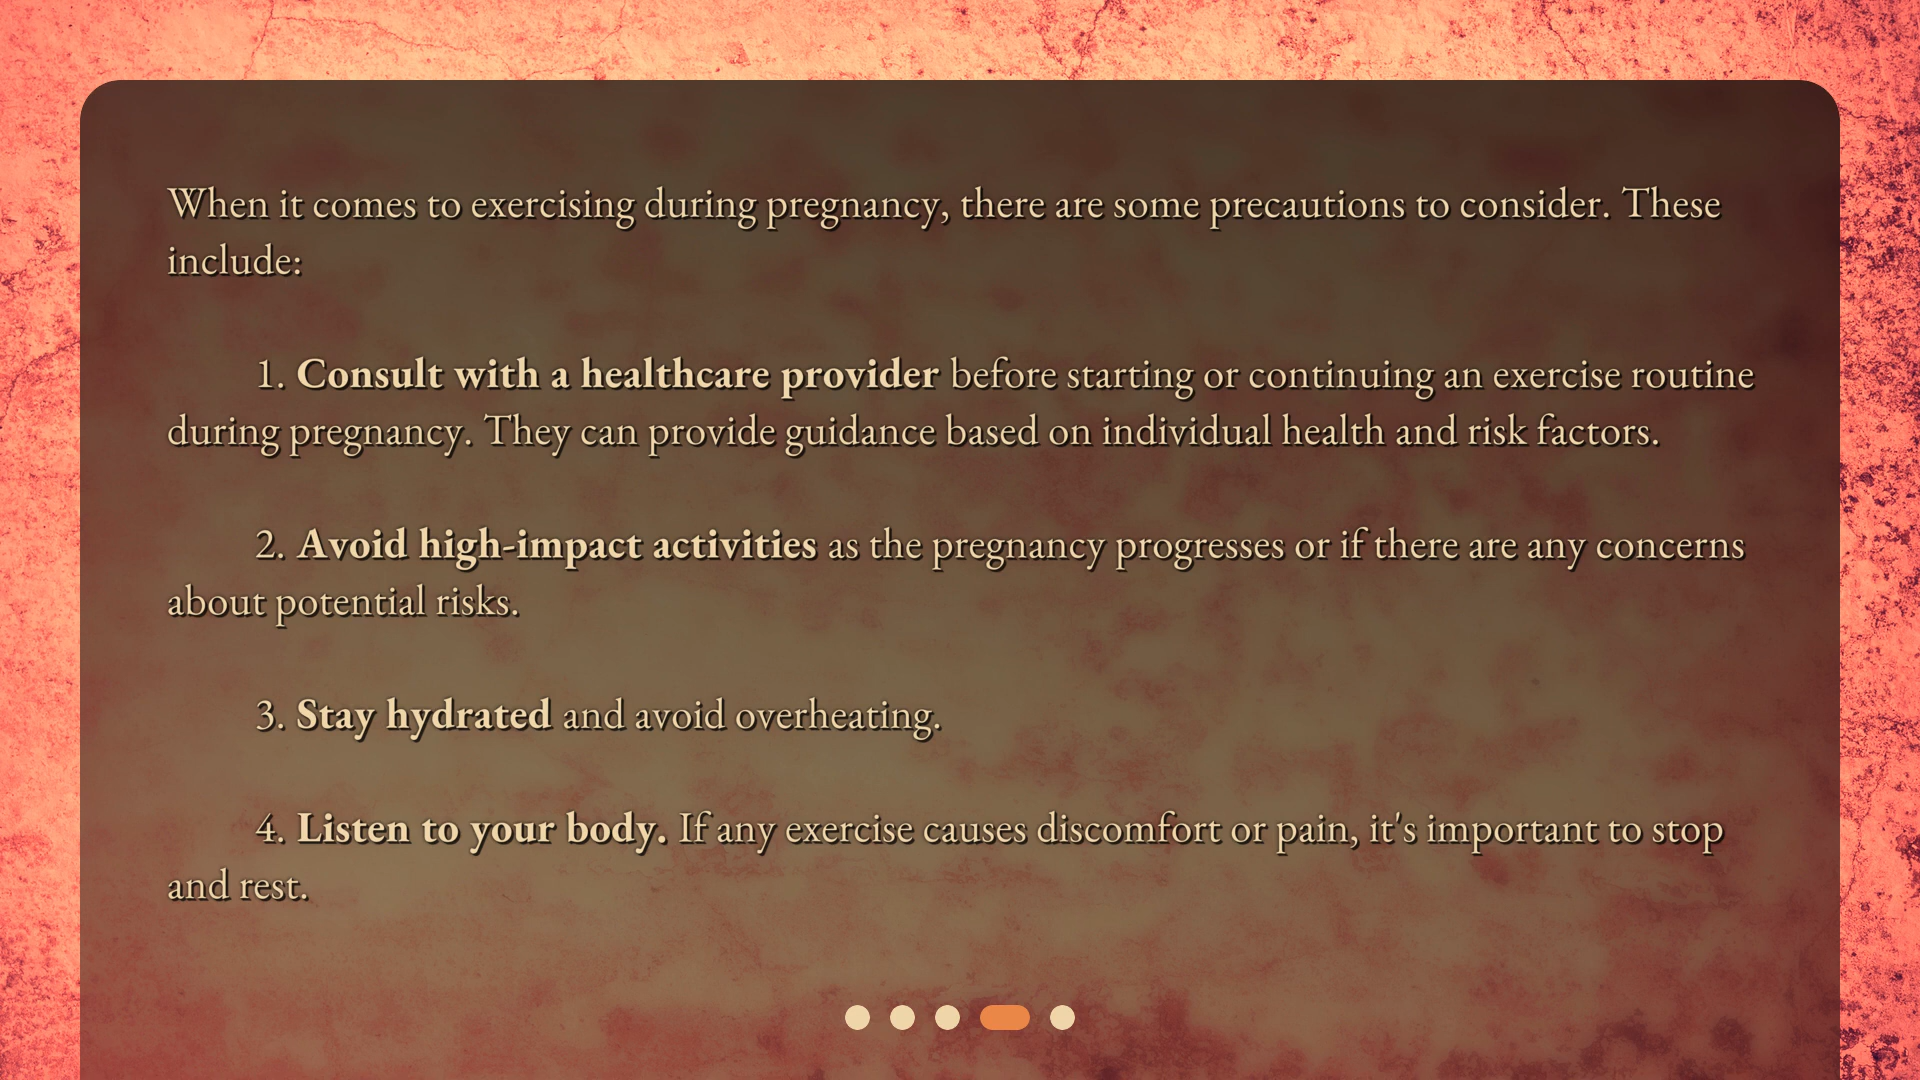 When it comes to exercising during pregnancy, there are some precautions to consider. These
include:
1. Consult with a healthcare provider before starting or continuing an exercise routine
during pregnancy. They can provide guidance based on individual health and risk factors.
2. Avoid high-impact activities as the pregnancy progresses or if there are any concerns
about potential risks.
3. Stay hydrated and avoid overheating.
4. Listen to your body. If any exercise causes discomfort or pain, it's important to stop
and rest.